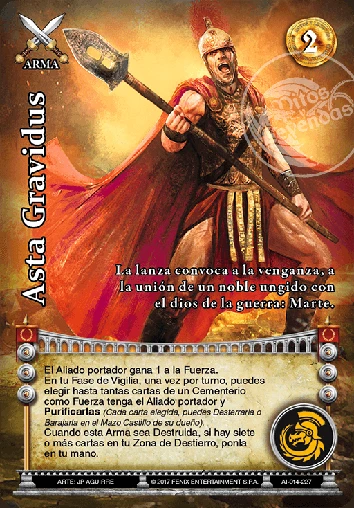 ARMA
2
Mitos
y
Leyendas
Asta Gravidus
La lanza convoca a la venganza, a
la unión de un noble ungido con
el dios de la guerra: Marte.
El Aliado portador gana 1 a la Fuerza.
En tu Fase de Vigilia, una vez por turno, puedes
elegir hasta tantas cartas de un Cementerio
como Fuerza tenga el Aliado portador y
Purificarlas (Cada carta elegida, puedes Desterrarla o
Barajarla en el Mazo Castillo de su dueño).
Cuando esta Arma sea Destruida, si hay siete
o más cartas en tu Zona de Destierro, ponla
en tu mano.
ARTE: JP AGUIRRE
© 2017 FENIX ENTERTAINMENT S.P.A.
AI-014-227